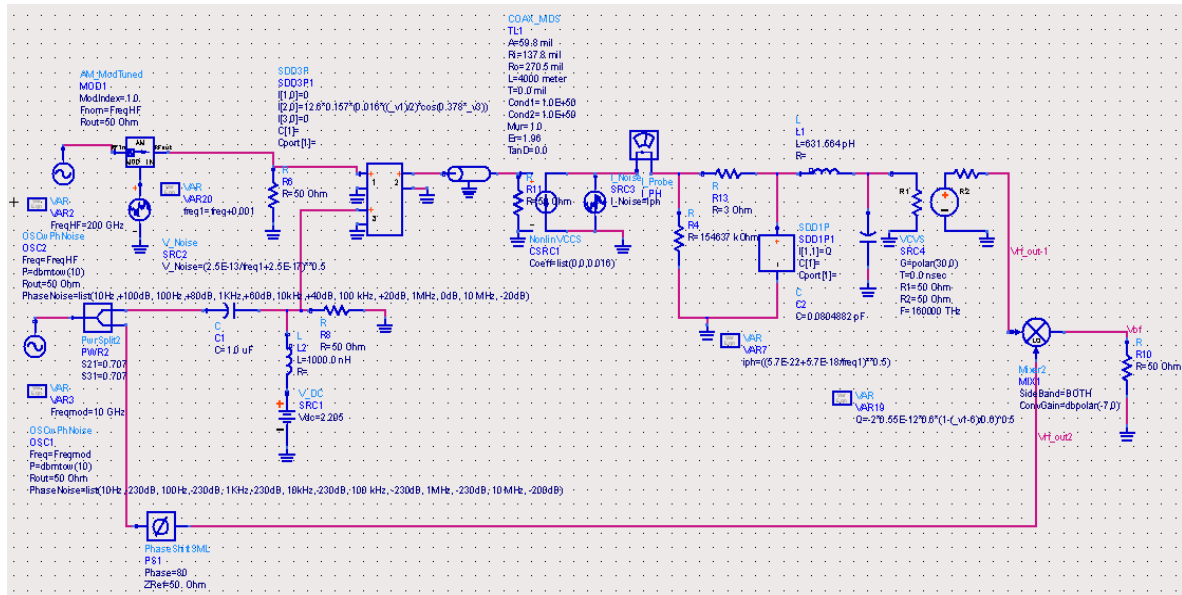 COAX_MDS
TL1
A=59.8 mil
Ri=137.8 mil
Ro=270.5 mil
L=4000 meter
T=0.0 mil
Cond1=1.0E+50
Cond2=1.0E+50
Mur=1.0
Er=1.96
TanD=0.0
AM_ModTuned
MOD1
ModIndex=1.0
Fnom=FreqHF
Rout=50 Ohm
SDD3P
SDD3P1
I[1,0]=0
I[2,0]=12.6*0.157*(0.016*((_v1)/2)*cos(0.378*_v3))
I[3,0]=0
C[1]=
Cport[1]=
AM
MOD IN
RFout
VAR
VAR20
freq1=freq+0.001
VAR
VAR2
FreqHF=200 GHz
R
R6
R=50 Ohm
1
2
3
V_Noise
SRC2
V_Noise=(2.5E-13/freq1+2.5E-17)**0.5
OSCwPhNoise
OSC2
Freq=FreqHF
P=dbmtow(10)
Rout=50 Ohm
PhaseNoise=list(10Hz,+100dB, 100Hz,+80dB, 1KHz,+60dB, 10kHz,+40dB, 100 kHz, +20dB, 1MHz, 0dB, 10 MHz, -20dB)
R
R11
R=50 Ohm
NonlinVCCS
CSRC1
Coeff=list(0,0,0.016)
I_Noise
SRC3
I_Noise=Iph
I_Probe
I_PH
R
R13
R=3 Ohm
R
R4
R=154637 kOhm
SDD1P
SDD1P1
I[1,1]=Q
C[1]=
Cport[1]=
L
L1
L=631.664 pH
R=
C
C2
C=0.0804882 pF
R1
R2
VCVS
SRC4
G=polar(30,0)
T=0.0 nsec
R1=50 Ohm
R2=50 Ohm
F=160000 THz
Vrf_out-1
VAR
VAR7
iph=((5.7E-22+5.7E-18/freq1)**0.5)
VAR
VAR19
Q=-2*0.55E-12*0.6*(1-(_v1-6)/0.6)^0.5
Mixer2
MIX1
SideBand=BOTH
ConvGain=dbpolar(-7,0)
LO
Vbf
R
R10
R=50 Ohm
Vrf_out2
PwrSplit2
PWR2
S21=0.707
S31=0.707
C
C1
C=1.0 uF
R
R8
R=50 Ohm
L
L2
L=1000.0 nH
R=
V_DC
SRC1
Vdc=2.205
VAR
VAR3
Freqmod=10 GHz
OSCwPhNoise
OSC1
Freq=Freqmod
P=dbmtow(10)
Rout=50 Ohm
PhaseNoise=list(10Hz,-230dB, 100Hz,-230dB, 1KHz,-230dB, 10kHz,-230dB, 100 kHz, -230dB, 1MHz, -230dB, 10 MHz, -200dB)
PhaseShiftSML
PS1
Phase=80
ZRef=50. Ohm